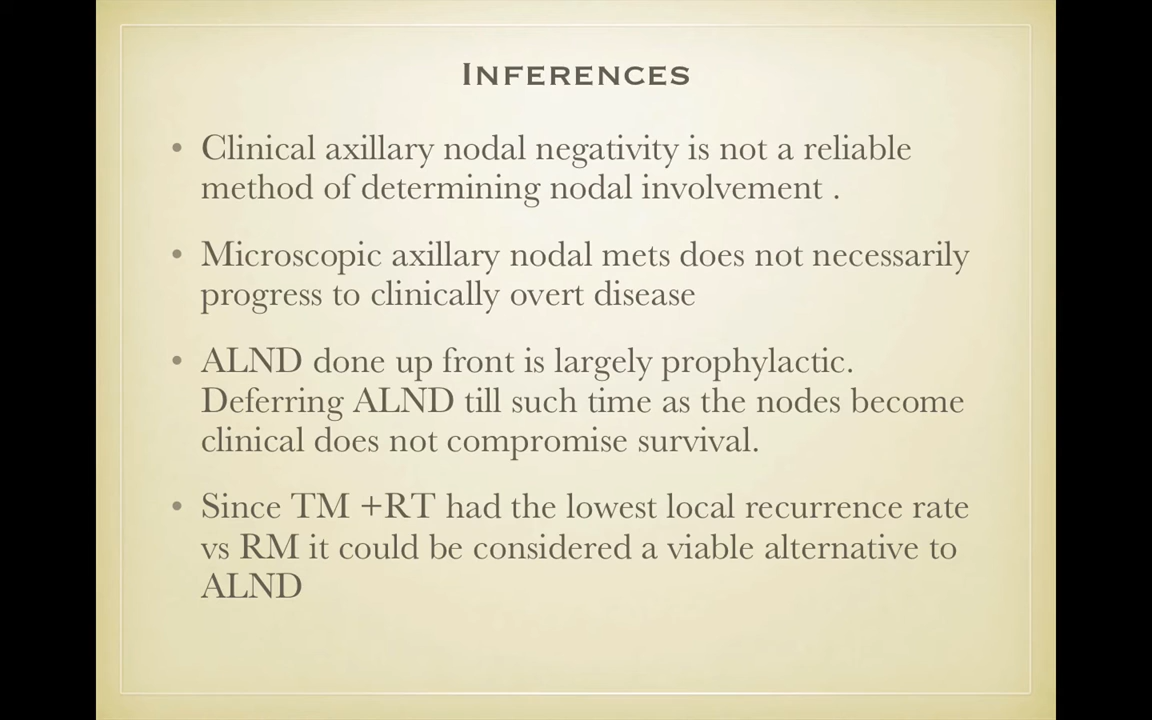 INFERENCES
• Clinical axillary nodal negativity is not a reliable
method of determining nodal involvement .
• Microscopic axillary nodal mets does not necessarily
progress to clinically overt disease
• ALND done up front is largely prophylactic.
Deferring ALND till such time as the nodes become
clinical does not compromise survival.
• Since TM +RT had the lowest local recurrence rate
vs RM it could be considered a viable alternative to
ALND